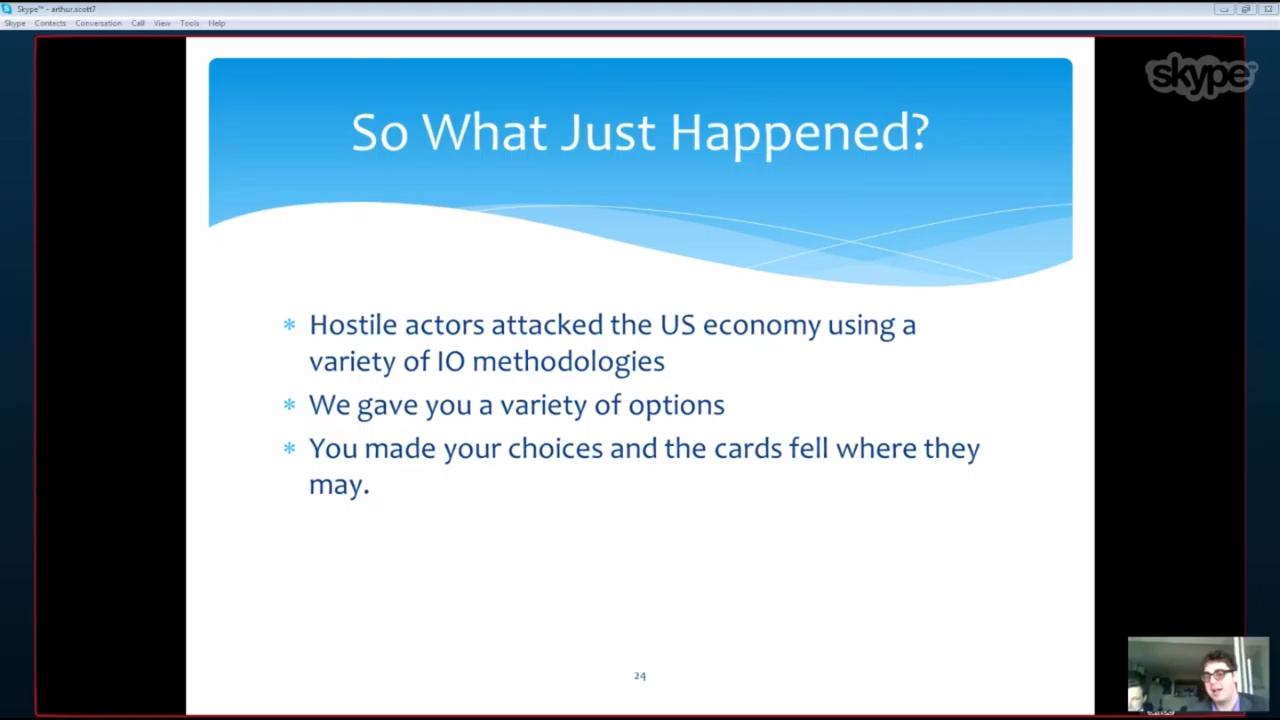 Skype™ - arthur.scott7
Skype Contacts Conversation Call View Tools Help
skype™
So What Just Happened?
* Hostile actors attacked the US economy using a
variety of IO methodologies
* We gave you a variety of options
* You made your choices and the cards fell where they
may.
24